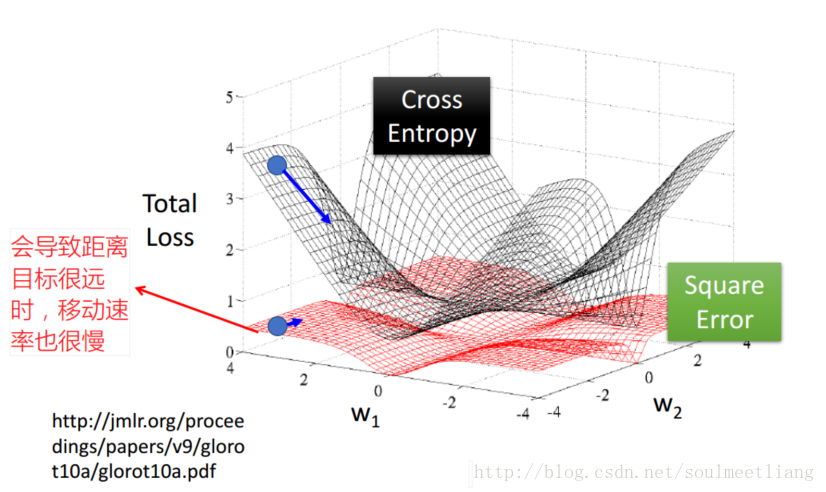 5
Cross
Entropy
4
3
Total
Loss
2
会导致距离
目标很远
时，移动速
率也很慢
1
0
Square
Error
4
2
0
-2
-4
-4
-2
0
2
4
w1
w2
http://jmlr.org/procee
dings/papers/v9/gloro
t10a/glorot10a.pdf
http://blog.csdn.net/soulmeetliang